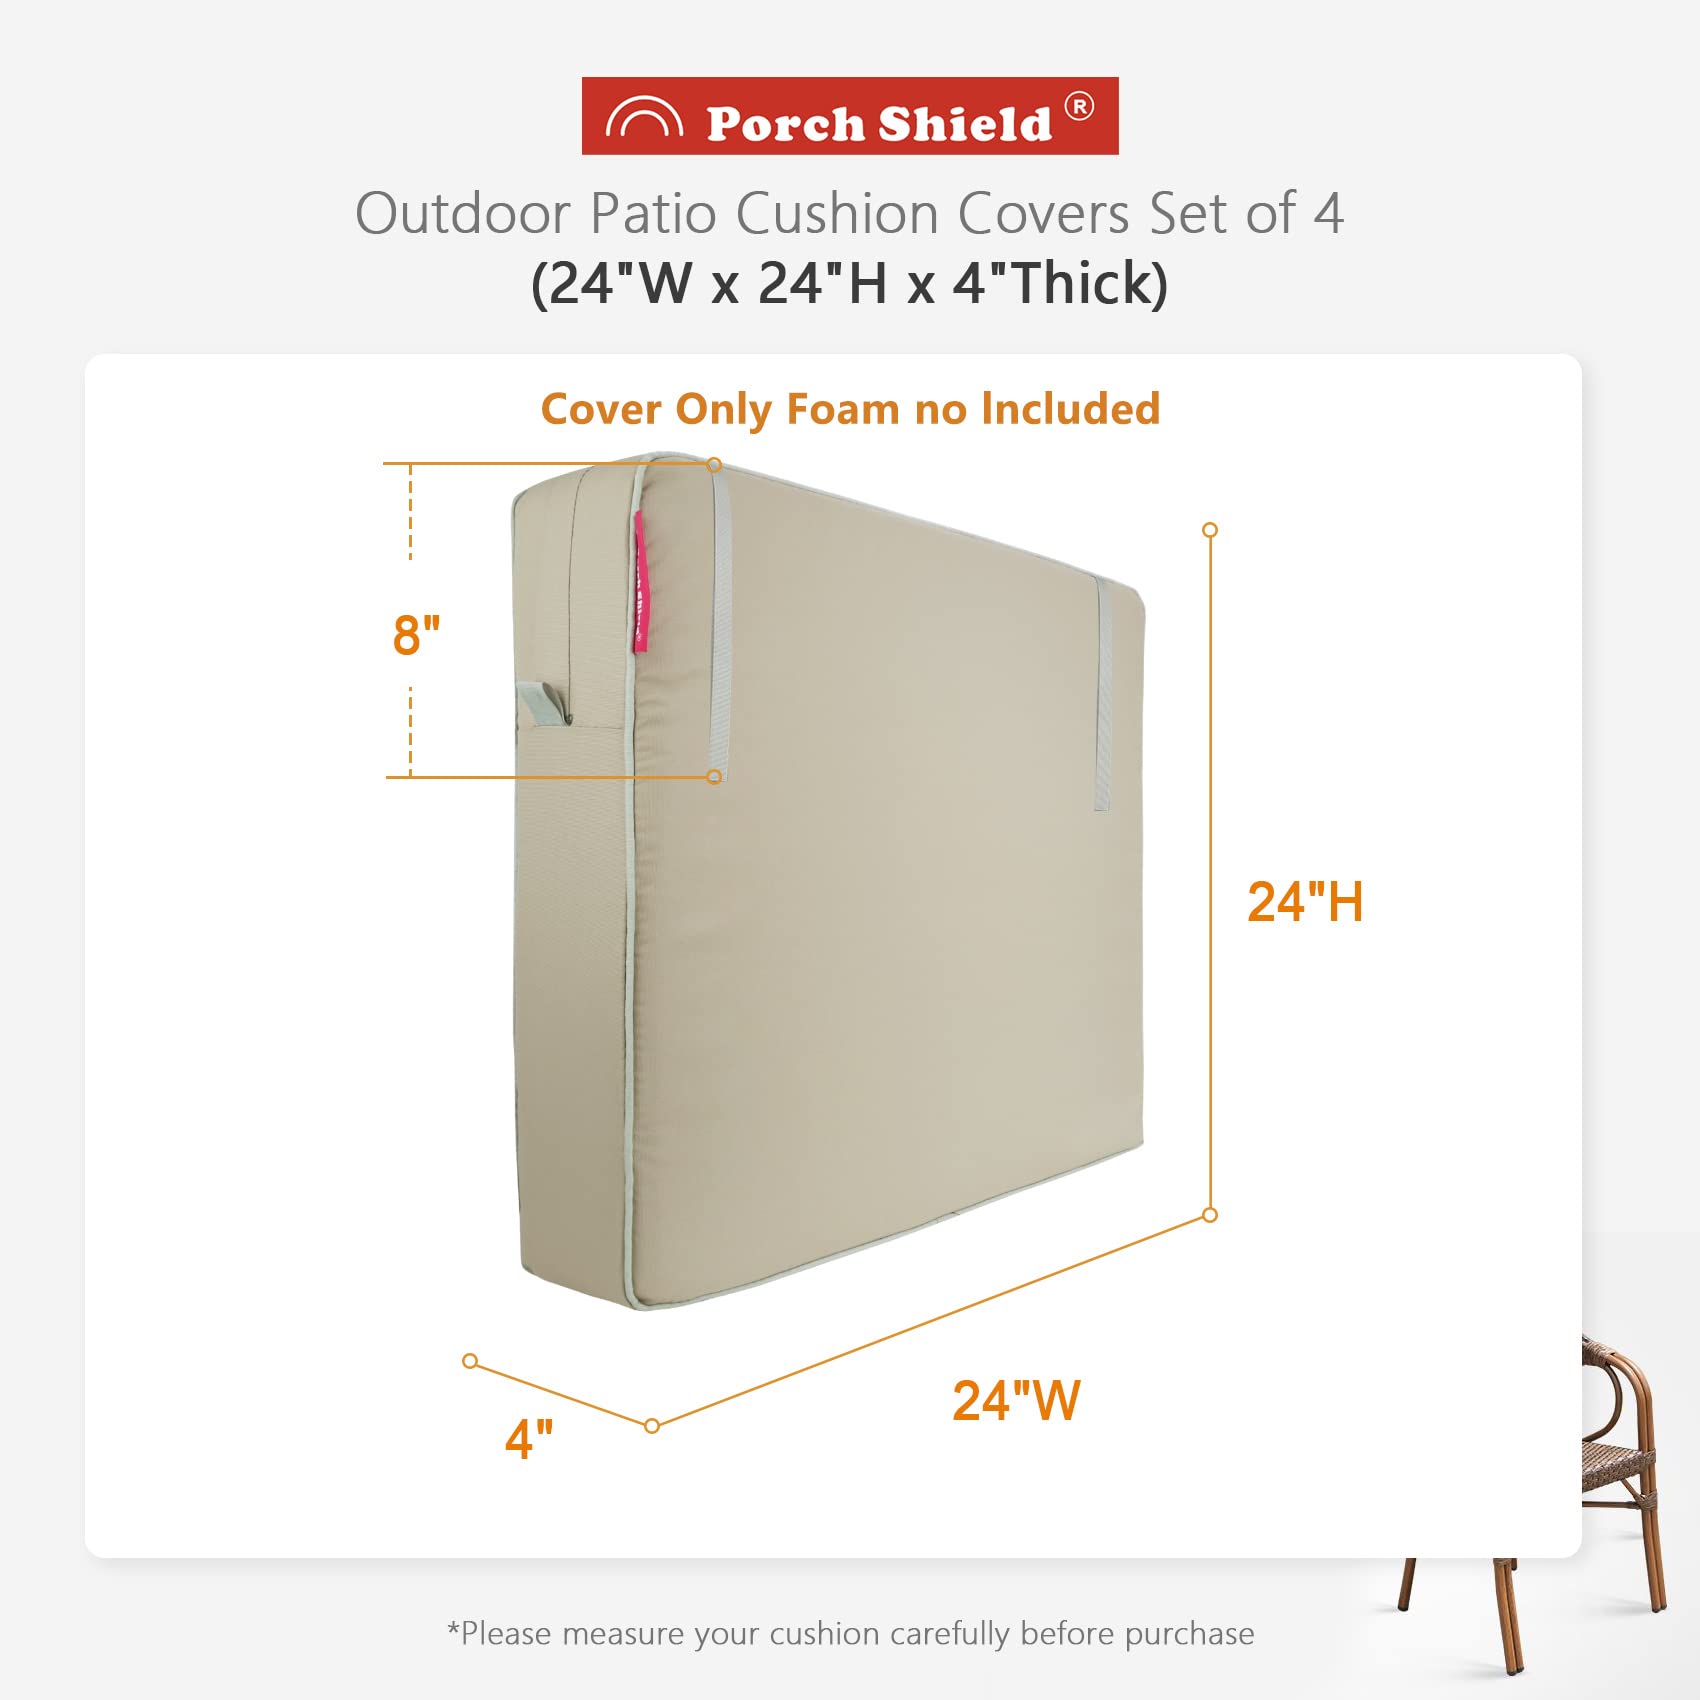 Porch Shield ®
Outdoor Patio Cushion Covers Set of 4
(24"W x 24"H x 4"Thick)
Cover Only Foam no Included
8"
24"H
24"W
4"
*Please measure your cushion carefully before purchase